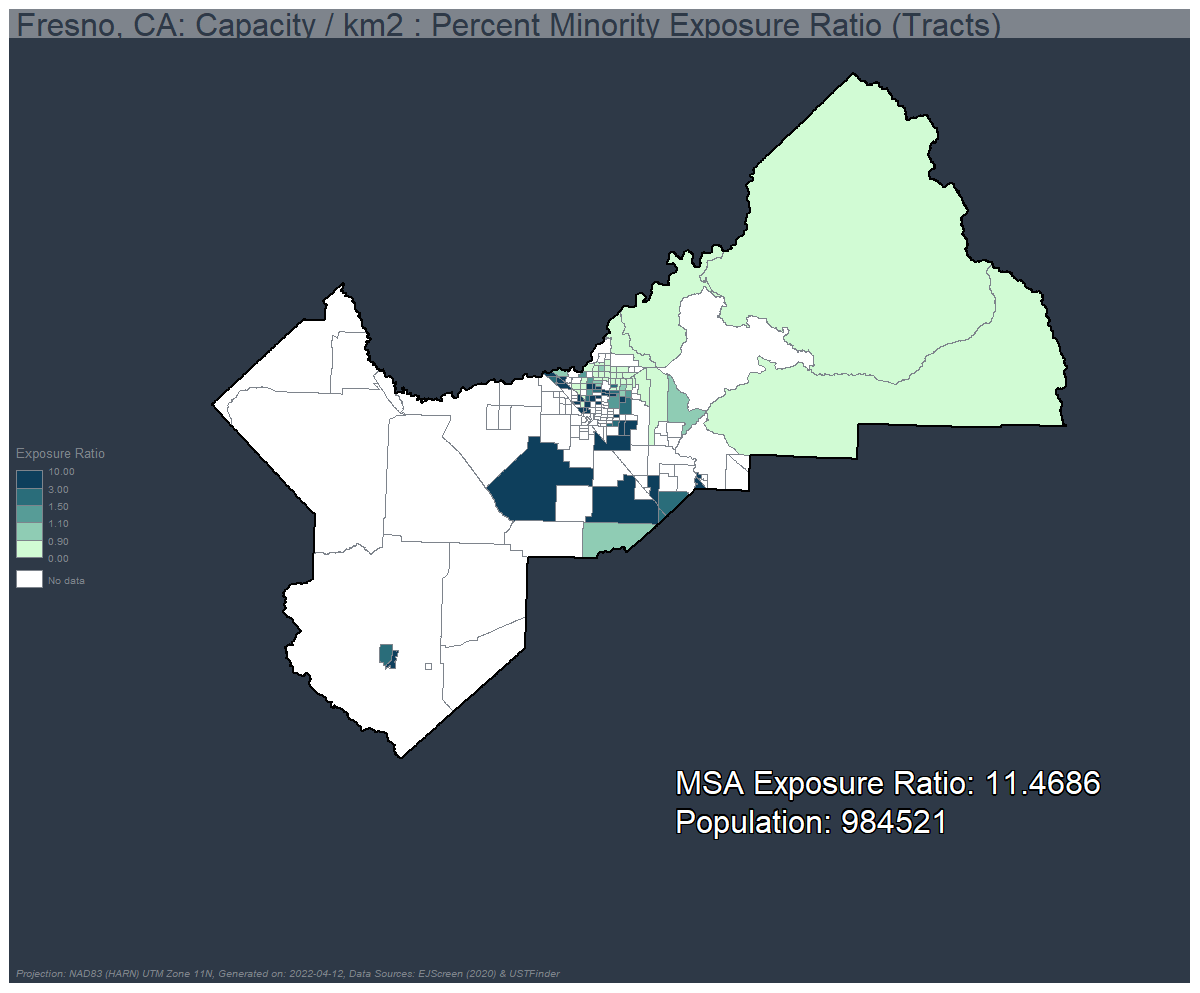 Fresno, CA: Capacity / km2 : Percent Minority Exposure Ratio (Tracts)
Exposure Ratio
10.00
3.00
1.50
1.10
0.90
0.00
No data
MSA Exposure Ratio: 11.4686
Population: 984521
Projection: NAD83 (HARN) UTM Zone 11N, Generated on: 2022-04-12, Data Sources: EJScreen (2020) & USTFinder